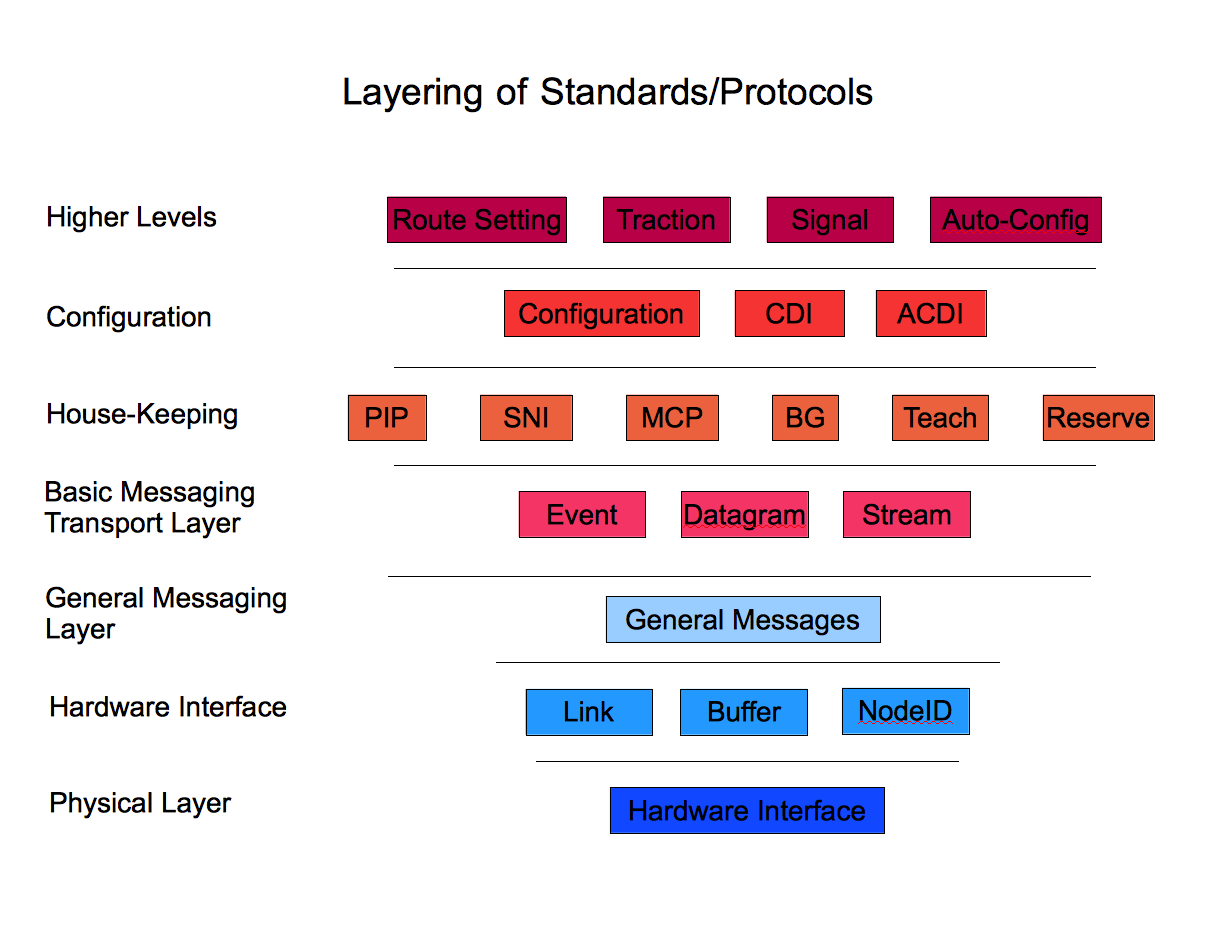 Layering of Standards/Protocols
Higher Levels
Route Setting
Traction
Signal
Auto-Config
Configuration
Configuration
CDI
ACDI
House-Keeping
PIP
SNI
MCP
BG
Teach
Reserve
Basic Messaging
Transport Layer
Event
Datagram
Stream
General Messaging
Layer
General Messages
Hardware Interface
Link
Buffer
NodeID
Physical Layer
Hardware Interface